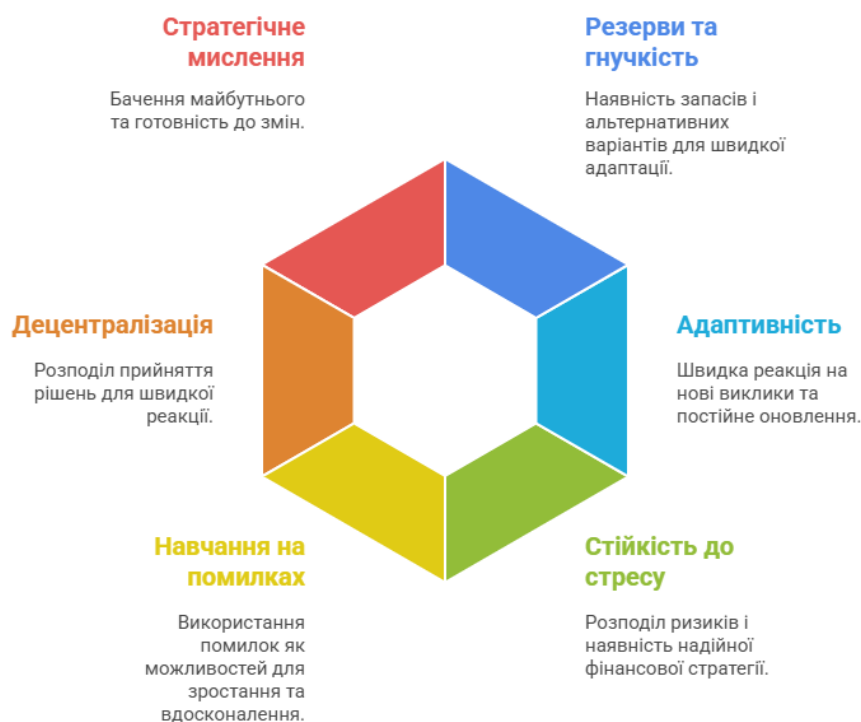 Стратегічне
мислення
Бачення майбутнього
та готовність до змін.
Резерви та
гнучкість
Наявність запасів і
альтернативних
варіантів для швидкої
адаптації.
Децентралізація
Розподіл прийняття
рішень для швидкої
реакції.
Адаптивність
Швидка реакція на
нові виклики та
постійне оновлення.
Навчання на
помилках
Використання
помилок як
можливостей для
зростання та
вдосконалення.
Стійкість до
стресу
Розподіл ризиків і
наявність надійної
фінансової стратегії.